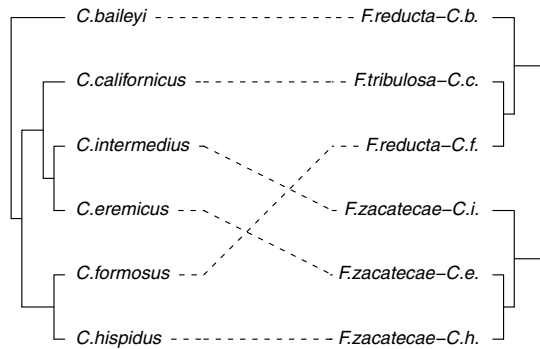 C.baileyi F.reducta–C.b.
C.californicus F.tribulosa–C.c.
C.intermedius F.reducta–C.f.
C.eremicus F.zacatecae–C.i.
C.formosus F.zacatecae–C.e.
C.hispidus F.zacatecae–C.h.